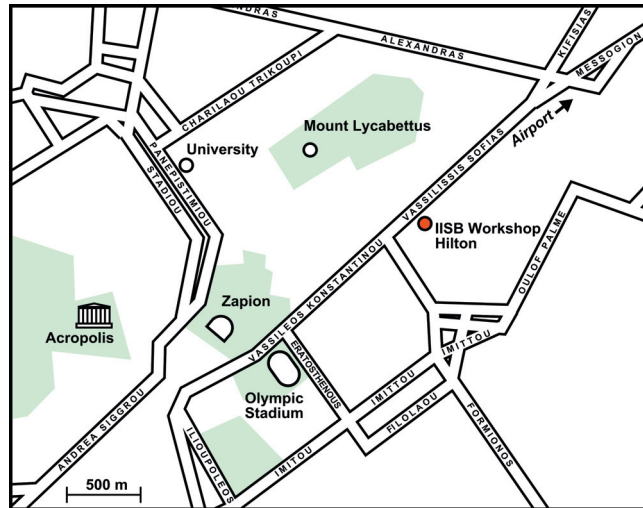 NDRAS
ALEXANDRAS
KIFISIAS
MESSOGION
CHARILAOU TRIKOUPI
Mount Lycabettus
Airport
University
PANEPISTIMIOU
STADIOU
VASSILISSIS SOFIAS
IISB Workshop
Hilton
OULOF PALME
VASSILEOS KONSTANTINOU
Zapion
Acropolis
IMITTOU
ERATOSTHENOUS
Olympic
Stadium
IMITTOU
FILOLAOU
FORMIONOS
ANDREA SIGGROU
ILIOUPOLEOS
IMITOU
500 m